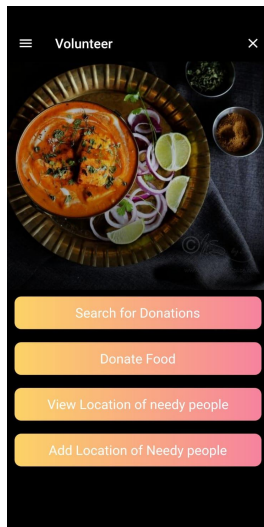 Volunteer
Search for Donations
Donate Food
View Location of needy people
Add Location of Needy people